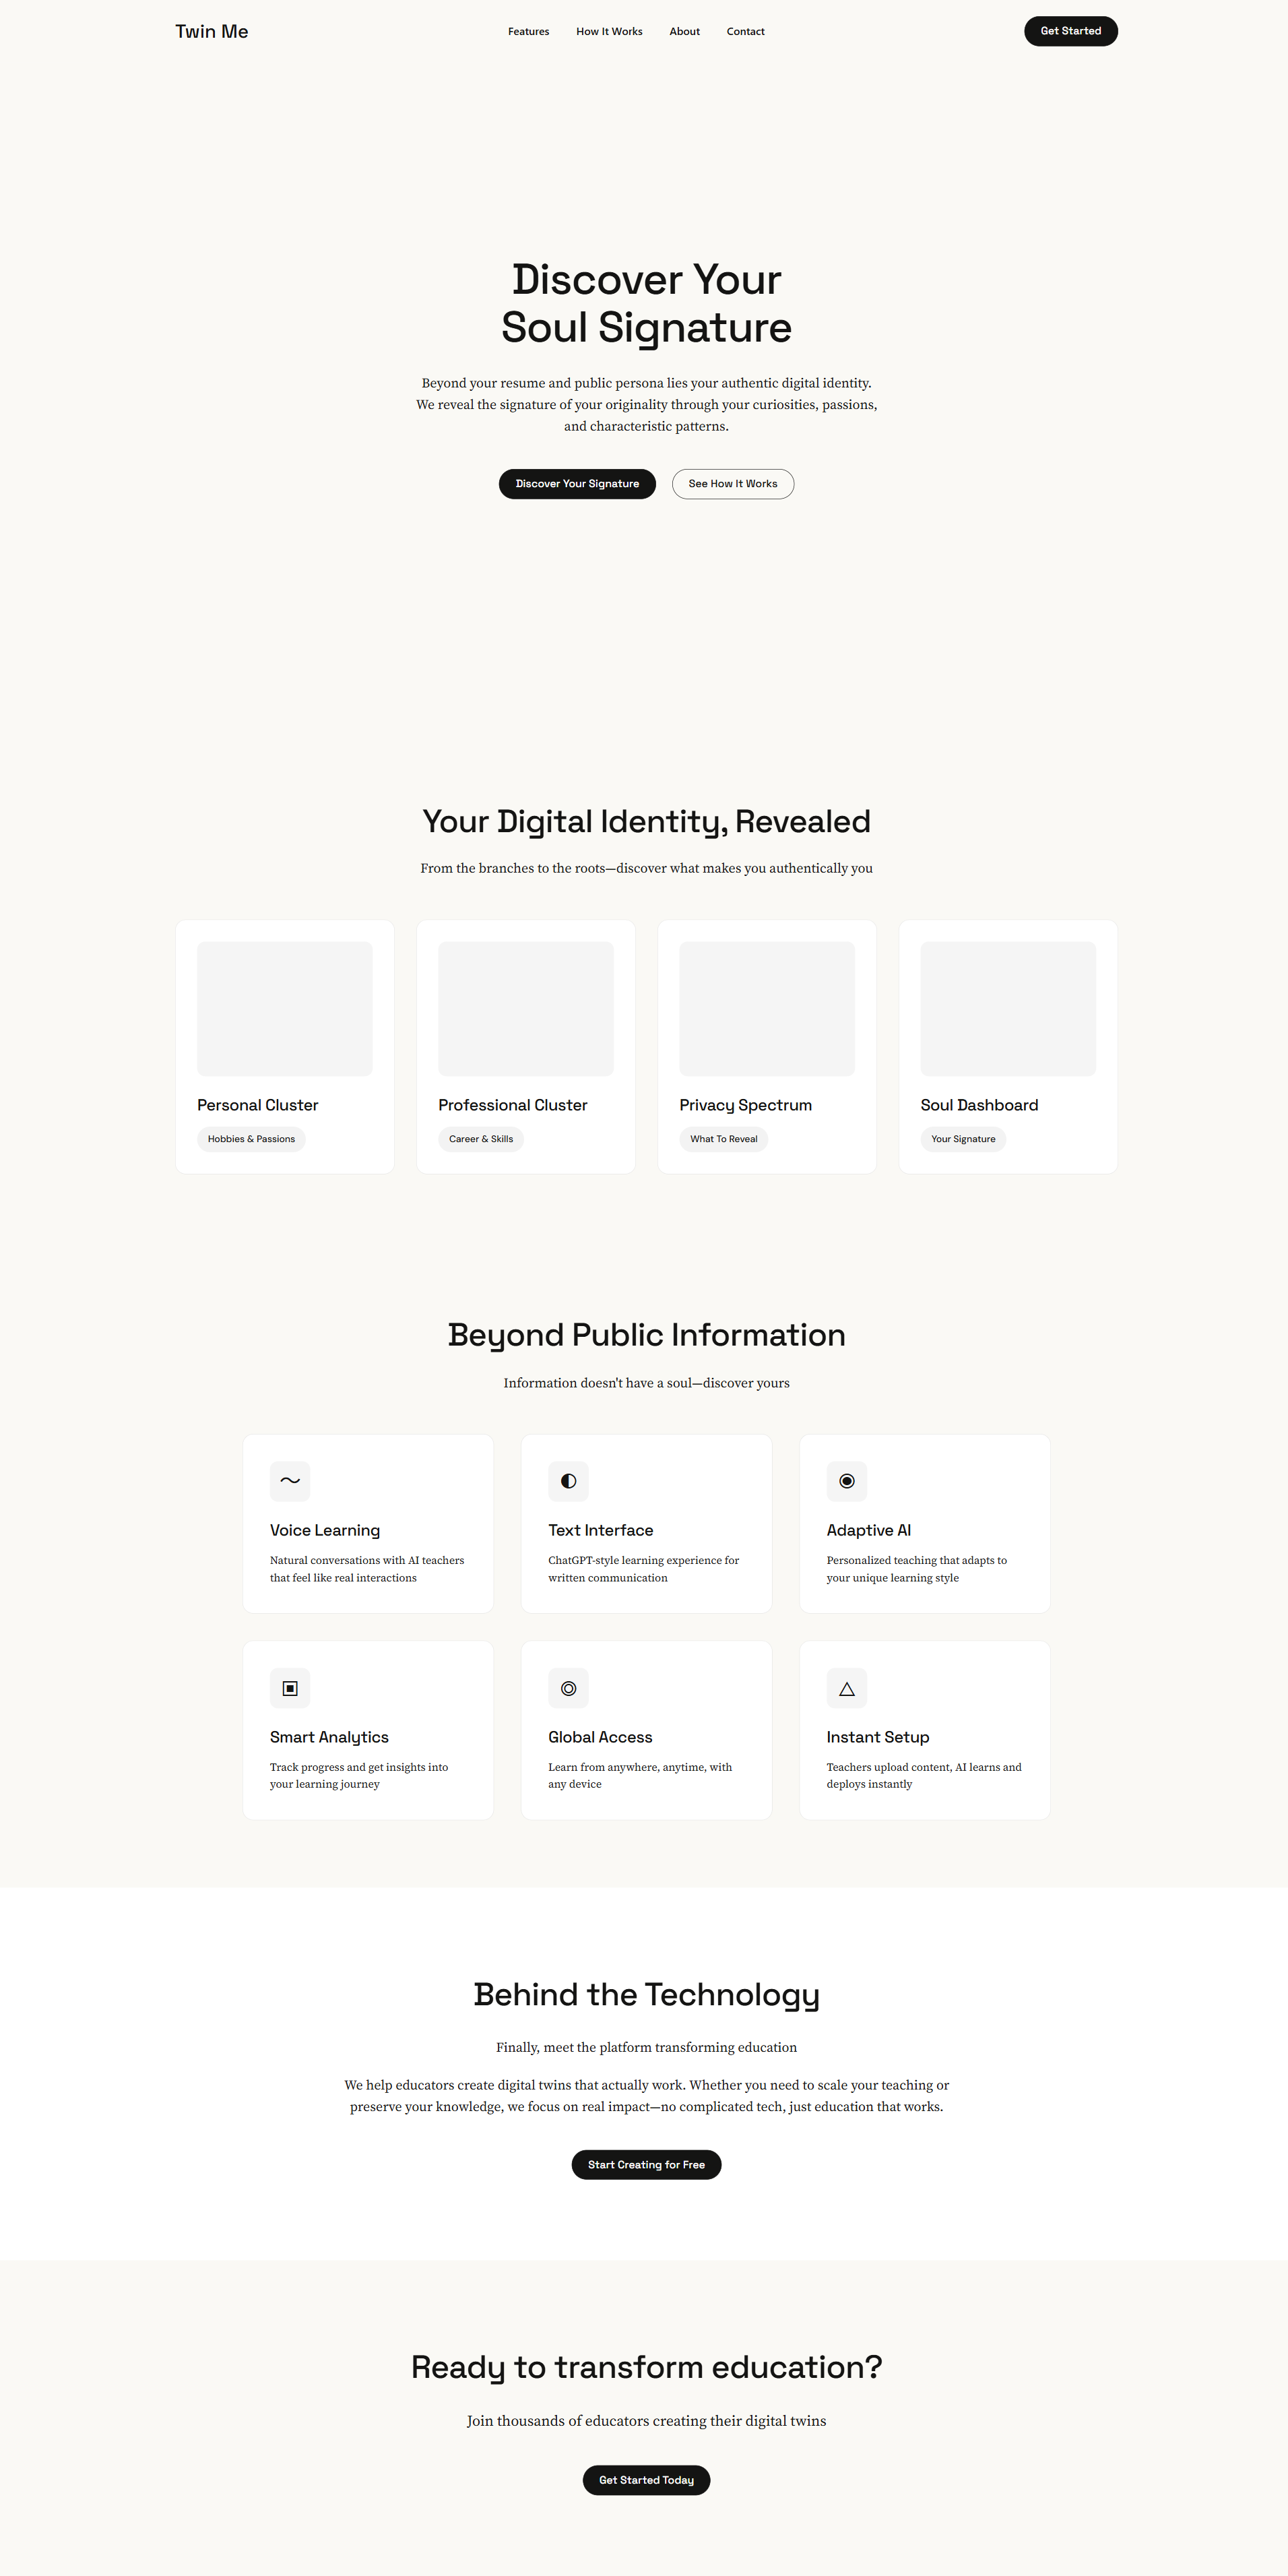 Twin Me
Features
How It Works
About
Contact
Get Started
Discover Your
Soul Signature
Beyond your resume and public persona lies your authentic digital identity.
We reveal the signature of your originality through your curiosities, passions,
and characteristic patterns.
Discover Your Signature
See How It Works
Your Digital Identity, Revealed
From the branches to the roots—discover what makes you authentically you
Personal Cluster
Hobbies & Passions
Professional Cluster
Career & Skills
Privacy Spectrum
What To Reveal
Soul Dashboard
Your Signature
Beyond Public Information
Information doesn't have a soul—discover yours
Voice Learning
Natural conversations with AI teachers
that feel like real interactions
Text Interface
ChatGPT-style learning experience for
written communication
Adaptive AI
Personalized teaching that adapts to
your unique learning style
Smart Analytics
Track progress and get insights into
your learning journey
Global Access
Learn from anywhere, anytime, with
any device
Instant Setup
Teachers upload content, AI learns and
deploys instantly
Behind the Technology
Finally, meet the platform transforming education
We help educators create digital twins that actually work. Whether you need to scale your teaching or
preserve your knowledge, we focus on real impact—no complicated tech, just education that works.
Start Creating for Free
Ready to transform education?
Join thousands of educators creating their digital twins
Get Started Today